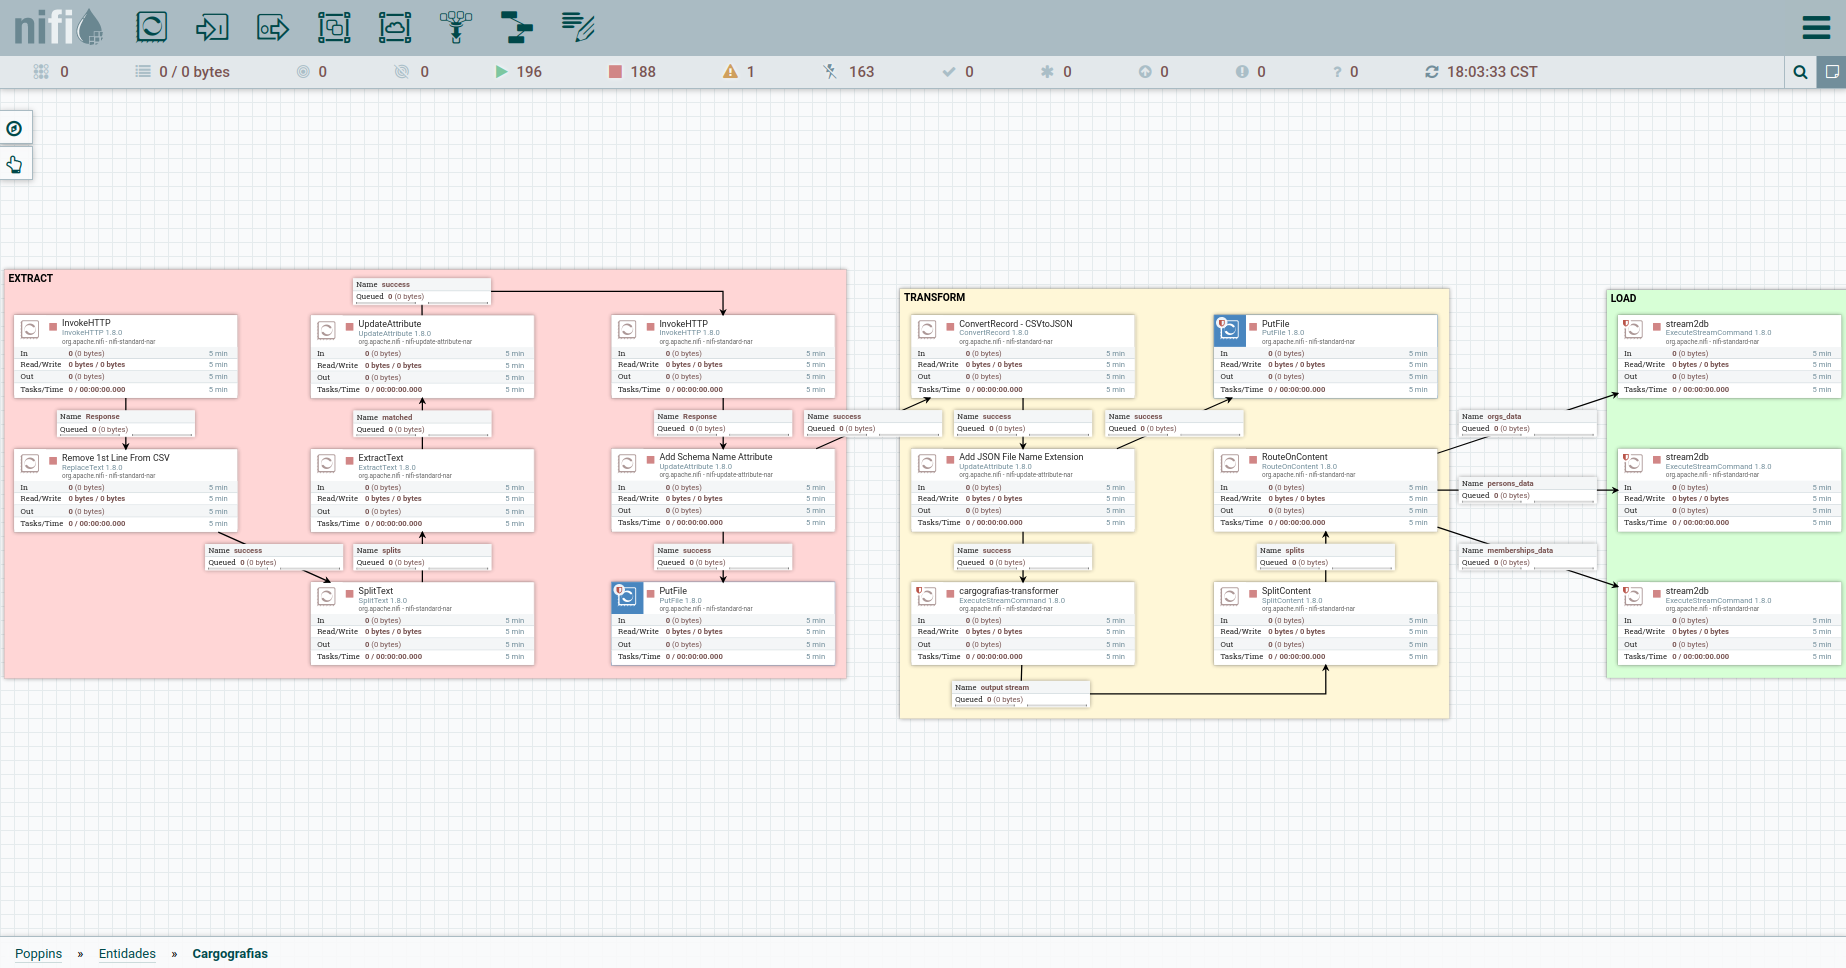 nifi
0
0 / 0 bytes
0
0
196
188
1
163
0
0
0
0
0
18:03:33 CST
EXTRACT
Name success
Queued 0 (0 bytes)
InvokeHTTP
InvokeHTTP 1.8.0
org.apache.nifi - nifi-standard-nar
In 0 (0 bytes) 5 min
Read/Write 0 bytes / 0 bytes 5 min
Out 0 (0 bytes) 5 min
Tasks/Time 0 / 00:00:00.000 5 min
Name Response
Queued 0 (0 bytes)
Remove 1st Line From CSV
ReplaceText 1.8.0
org.apache.nifi - nifi-standard-nar
In 0 (0 bytes) 5 min
Read/Write 0 bytes / 0 bytes 5 min
Out 0 (0 bytes) 5 min
Tasks/Time 0 / 00:00:00.000 5 min
Name success
Queued 0 (0 bytes)
UpdateAttribute
UpdateAttribute 1.8.0
org.apache.nifi - nifi-update-attribute-nar
In 0 (0 bytes) 5 min
Read/Write 0 bytes / 0 bytes 5 min
Out 0 (0 bytes) 5 min
Tasks/Time 0 / 00:00:00.000 5 min
Name matched
Queued 0 (0 bytes)
ExtractText
ExtractText 1.8.0
org.apache.nifi - nifi-standard-nar
In 0 (0 bytes) 5 min
Read/Write 0 bytes / 0 bytes 5 min
Out 0 (0 bytes) 5 min
Tasks/Time 0 / 00:00:00.000 5 min
Name splits
Queued 0 (0 bytes)
SplitText
SplitText 1.8.0
org.apache.nifi - nifi-standard-nar
In 0 (0 bytes) 5 min
Read/Write 0 bytes / 0 bytes 5 min
Out 0 (0 bytes) 5 min
Tasks/Time 0 / 00:00:00.000 5 min
InvokeHTTP
InvokeHTTP 1.8.0
org.apache.nifi - nifi-standard-nar
In 0 (0 bytes) 5 min
Read/Write 0 bytes / 0 bytes 5 min
Out 0 (0 bytes) 5 min
Tasks/Time 0 / 00:00:00.000 5 min
Name Response
Queued 0 (0 bytes)
Add Schema Name Attribute
UpdateAttribute 1.8.0
org.apache.nifi - nifi-update-attribute-nar
In 0 (0 bytes) 5 min
Read/Write 0 bytes / 0 bytes 5 min
Out 0 (0 bytes) 5 min
Tasks/Time 0 / 00:00:00.000 5 min
Name success
Queued 0 (0 bytes)
PutFile
PutFile 1.8.0
org.apache.nifi - nifi-standard-nar
In 0 (0 bytes) 5 min
Read/Write 0 bytes / 0 bytes 5 min
Out 0 (0 bytes) 5 min
Tasks/Time 0 / 00:00:00.000 5 min
Name success
Queued 0 (0 bytes)
TRANSFORM
ConvertRecord - CSVtoJSON
ConvertRecord 1.8.0
org.apache.nifi - nifi-standard-nar
In 0 (0 bytes) 5 min
Read/Write 0 bytes / 0 bytes 5 min
Out 0 (0 bytes) 5 min
Tasks/Time 0 / 00:00:00.000 5 min
Name success
Queued 0 (0 bytes)
Add JSON File Name Extension
UpdateAttribute 1.8.0
org.apache.nifi - nifi-update-attribute-nar
In 0 (0 bytes) 5 min
Read/Write 0 bytes / 0 bytes 5 min
Out 0 (0 bytes) 5 min
Tasks/Time 0 / 00:00:00.000 5 min
Name success
Queued 0 (0 bytes)
cargografias-transformer
ExecuteStreamCommand 1.8.0
org.apache.nifi - nifi-standard-nar
In 0 (0 bytes) 5 min
Read/Write 0 bytes / 0 bytes 5 min
Out 0 (0 bytes) 5 min
Tasks/Time 0 / 00:00:00.000 5 min
Name output stream
Queued 0 (0 bytes)
Name success
Queued 0 (0 bytes)
PutFile
PutFile 1.8.0
org.apache.nifi - nifi-standard-nar
In 0 (0 bytes) 5 min
Read/Write 0 bytes / 0 bytes 5 min
Out 0 (0 bytes) 5 min
Tasks/Time 0 / 00:00:00.000 5 min
RouteOnContent
RouteOnContent 1.8.0
org.apache.nifi - nifi-standard-nar
In 0 (0 bytes) 5 min
Read/Write 0 bytes / 0 bytes 5 min
Out 0 (0 bytes) 5 min
Tasks/Time 0 / 00:00:00.000 5 min
Name splits
Queued 0 (0 bytes)
SplitContent
SplitContent 1.8.0
org.apache.nifi - nifi-standard-nar
In 0 (0 bytes) 5 min
Read/Write 0 bytes / 0 bytes 5 min
Out 0 (0 bytes) 5 min
Tasks/Time 0 / 00:00:00.000 5 min
Name orgs_data
Queued 0 (0 bytes)
Name persons_data
Queued 0 (0 bytes)
Name memberships_data
Queued 0 (0 bytes)
LOAD
stream2db
ExecuteStreamCommand 1.8.0
org.apache.nifi - nifi-standard-nar
In 0 (0 bytes) 5 min
Read/Write 0 bytes / 0 bytes 5 min
Out 0 (0 bytes) 5 min
Tasks/Time 0 / 00:00:00.000 5 min
stream2db
ExecuteStreamCommand 1.8.0
org.apache.nifi - nifi-standard-nar
In 0 (0 bytes) 5 min
Read/Write 0 bytes / 0 bytes 5 min
Out 0 (0 bytes) 5 min
Tasks/Time 0 / 00:00:00.000 5 min
stream2db
ExecuteStreamCommand 1.8.0
org.apache.nifi - nifi-standard-nar
In 0 (0 bytes) 5 min
Read/Write 0 bytes / 0 bytes 5 min
Out 0 (0 bytes) 5 min
Tasks/Time 0 / 00:00:00.000 5 min
Poppins » Entidades » Cargografias